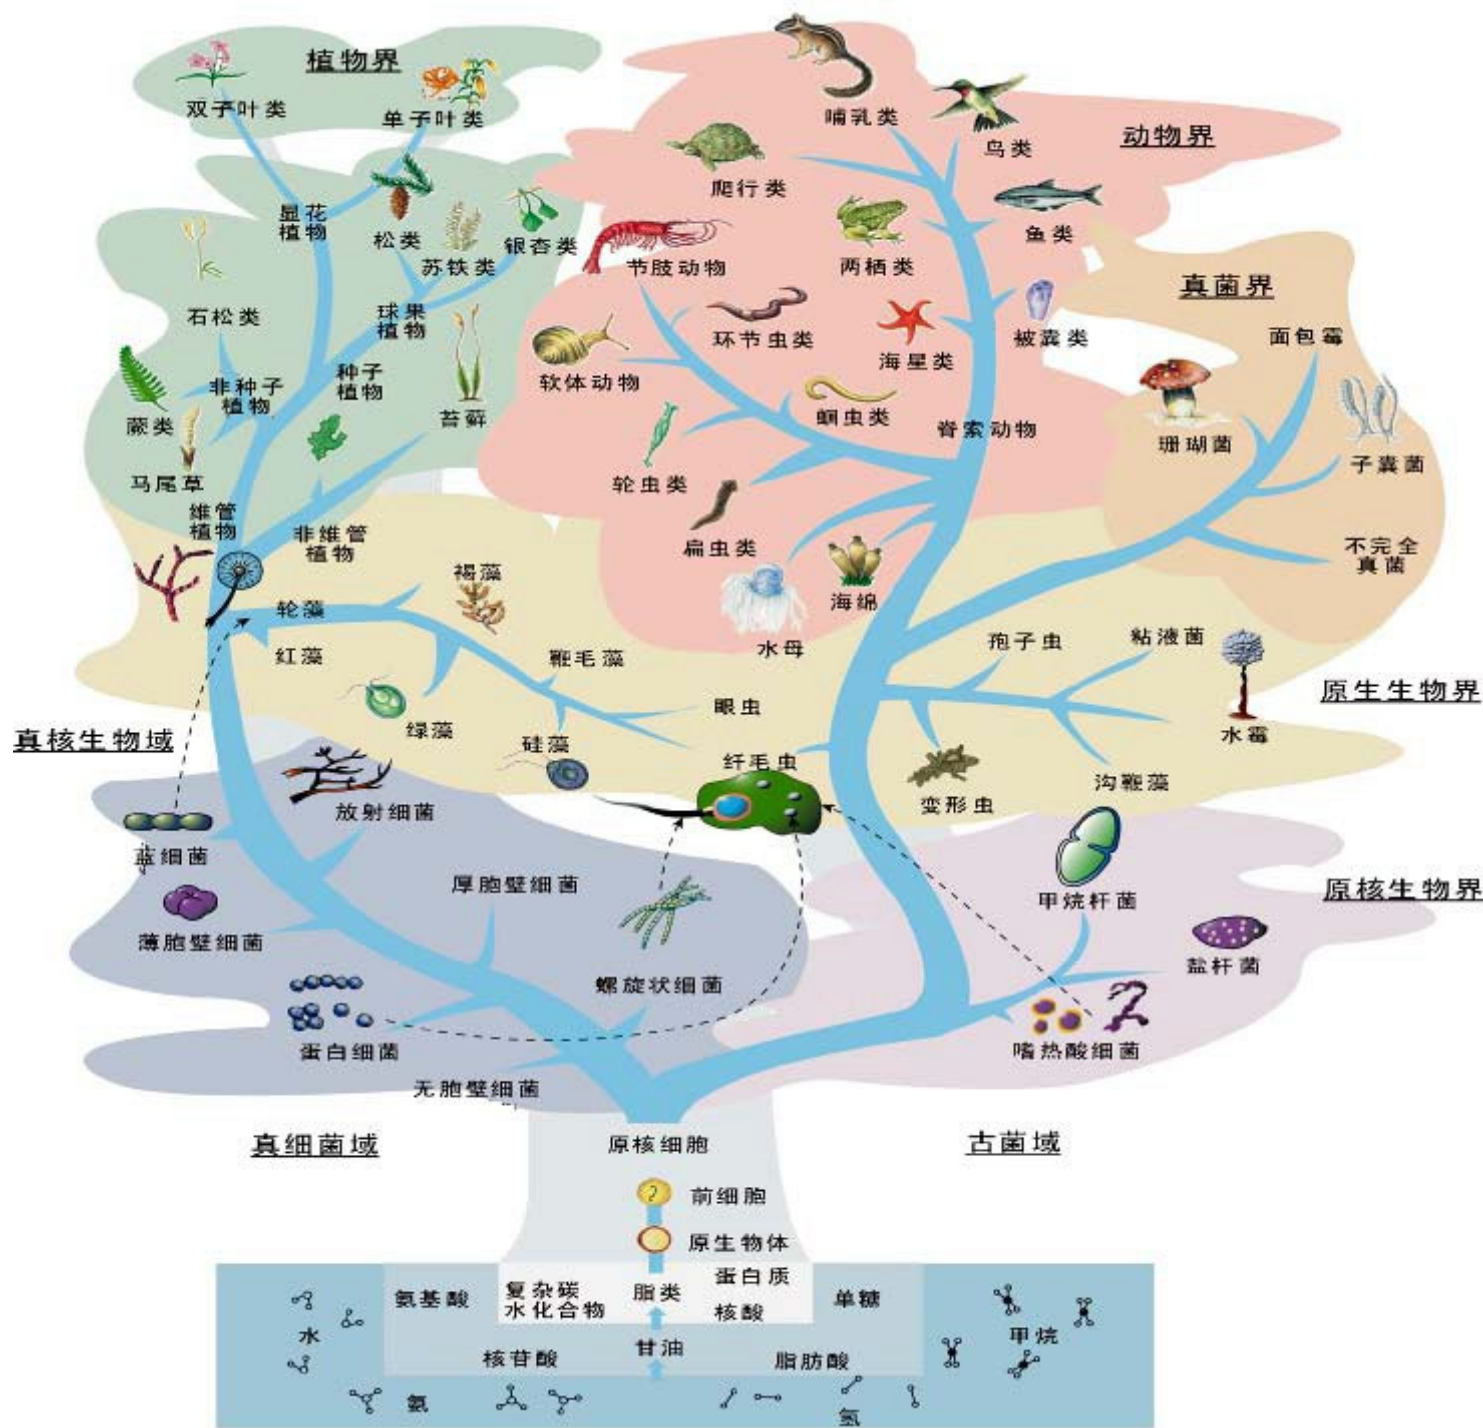 植物界
双子叶类
单子叶类
显花
植物
松类
苏铁类
银杏类
石松类
球果
植物
蕨类
非种子
植物
种子
植物
苔藓
马尾草
维管
植物
非维管
植物
哺乳类
鸟类
动物界
爬行类
鱼类
节肢动物
两栖类
环节虫类
海星类
被囊类
软体动物
蛔虫类
脊索动物
轮虫类
扁虫类
海绵
水母
真菌界
面包霉
珊瑚菌
子囊菌
不完全
真菌
褐藻
轮藻
红藻
鞭毛藻
眼虫
绿藻
硅藻
纤毛虫
孢子虫
粘液菌
水霉
变形虫
沟鞭藻
原生生物界
真核生物域
放射细菌
蓝细菌
厚胞壁细菌
薄胞壁细菌
螺旋状细菌
蛋白细菌
无胞壁细菌
甲烷杆菌
原核生物界
盐杆菌
嗜热酸细菌
真细菌域
原核细胞
古菌域
前细胞
原生物体
氨基酸
复杂碳
水化合物
脂类
蛋白质
核酸
单糖
水
甲烷
核苷酸
甘油
脂肪酸
氨
氢